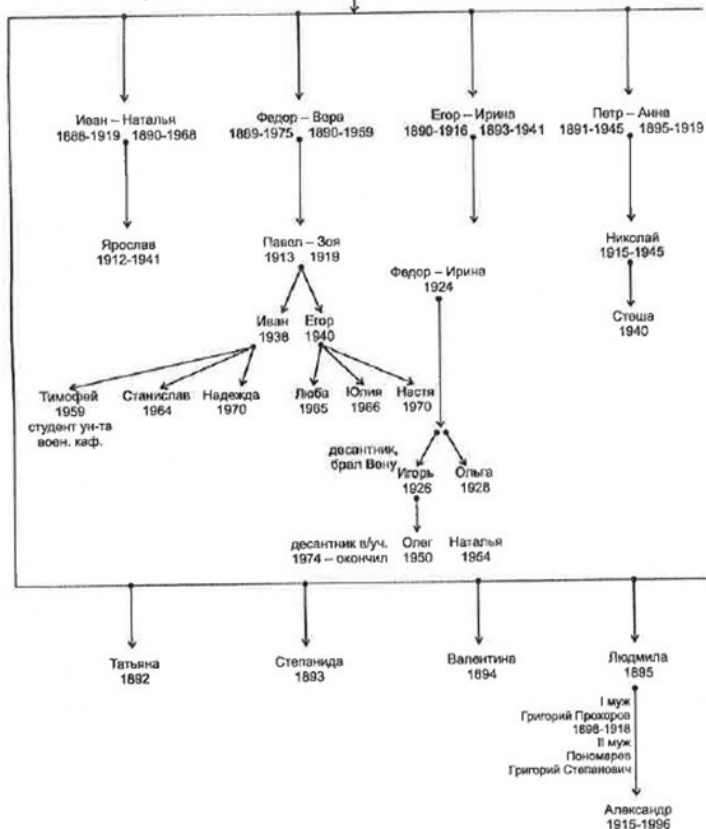 Иван – Наталья
1888-1919 1890-1968
Федор – Вера
1889-1975 1890-1959
Егор – Ирина
1890-1916 1893-1941
Петр – Анна
1891-1945 1895-1919
Ярослав
1912-1941
Павел – Зоя
1913 1919
Федор – Ирина
1924
Николай
1915-1945
Стеша
1940
Иван
1938
Егор
1940
Тимофей
1959
студент ун-та
воен. каф.
Станислав
1964
Надежда
1970
Люба
1965
Юлия
1966
Настя
1970
десантник,
брал Вену
Игорь
1926
Ольга
1928
десантник в/уч.
1974 – окончил
Олег
1950
Наталья
1954
Татьяна
1892
Степанида
1893
Валентина
1894
Людмила
1895
I муж
Григорий Прохоров
1898-1918
II муж
Пономарев
Григорий Степанович
Александр
1915-1996